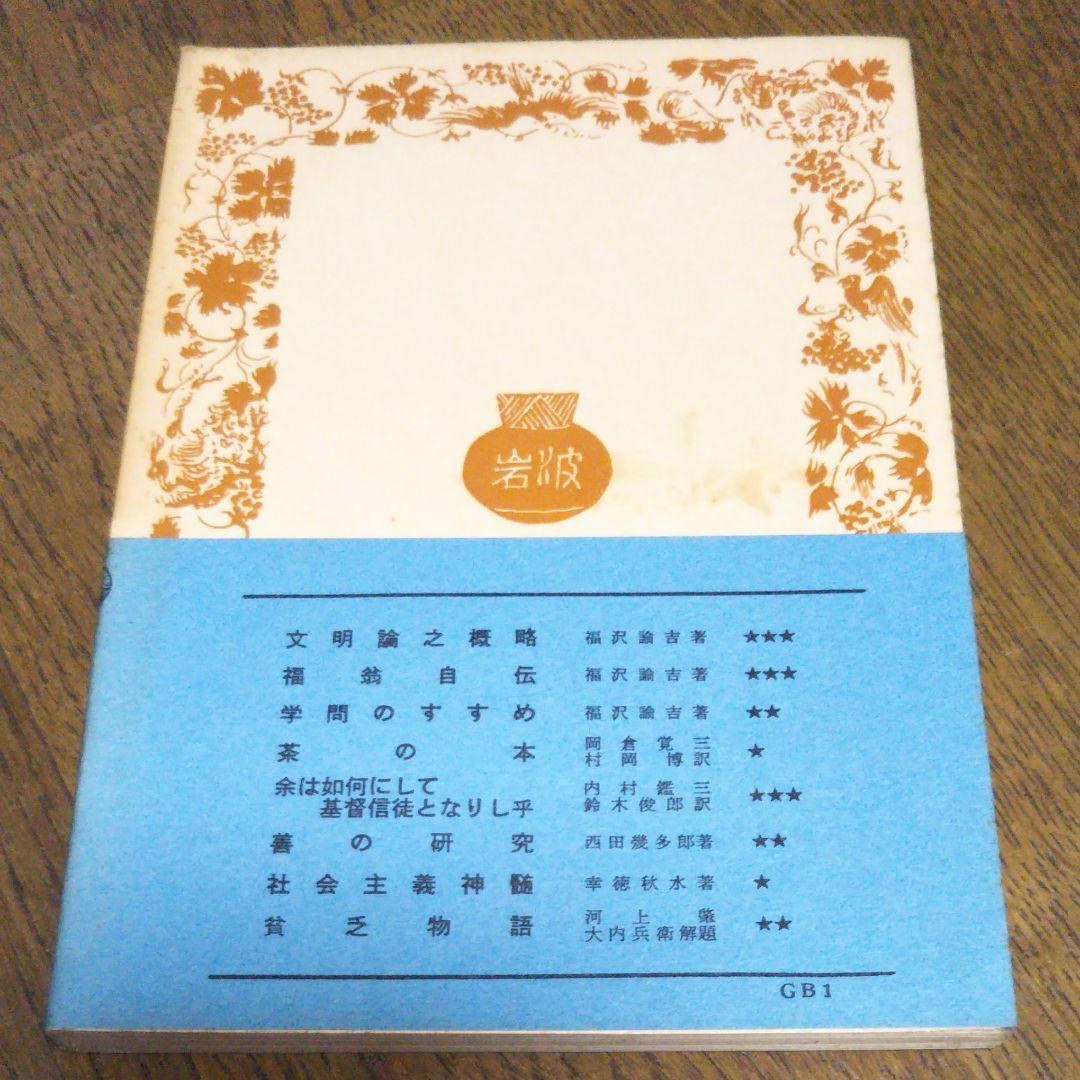 岩波
文明論之概略 福沢諭吉著 ★★★
福翁自伝 福沢諭吉著 ★★★
学問のすすめ 福沢諭吉著 ★★
茶の本 岡倉覚三 村岡博訳 ★
余は如何にして
基督信徒となりし乎 内村鑑三 鈴木俊郎訳 ★★★
善の研究 西田幾多郎著 ★★
社会主義神髄 幸徳秋水著 ★
貧乏物語 河上肇 大内兵衛解題 ★★
GB1